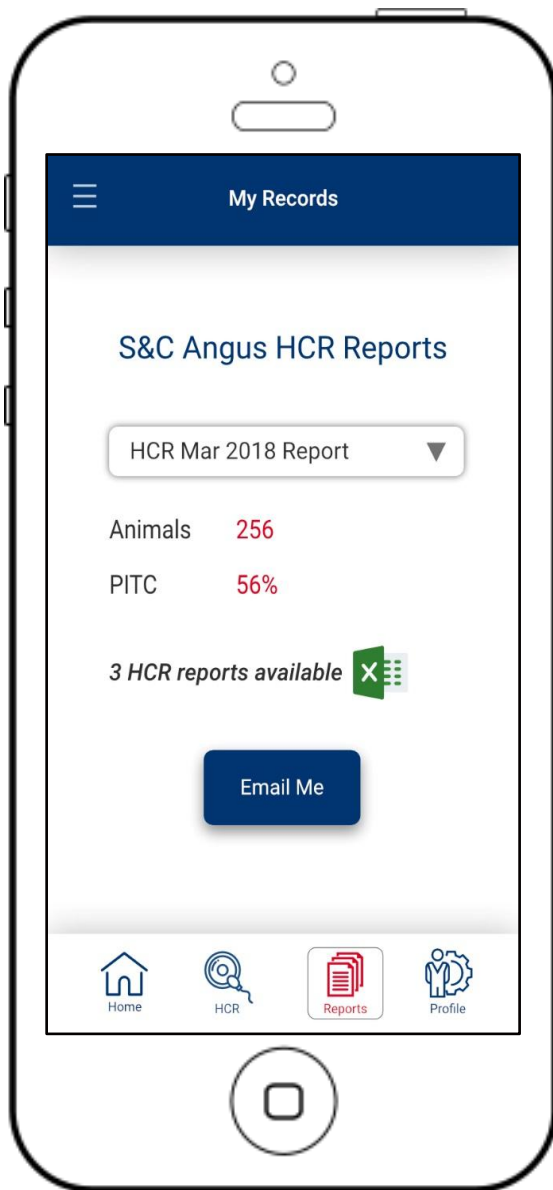 My Records
S&C Angus HCR Reports
HCR Mar 2018 Report
Animals 256
PITC 56%
3 HCR reports available X
Email Me
Home HCR Reports Profile